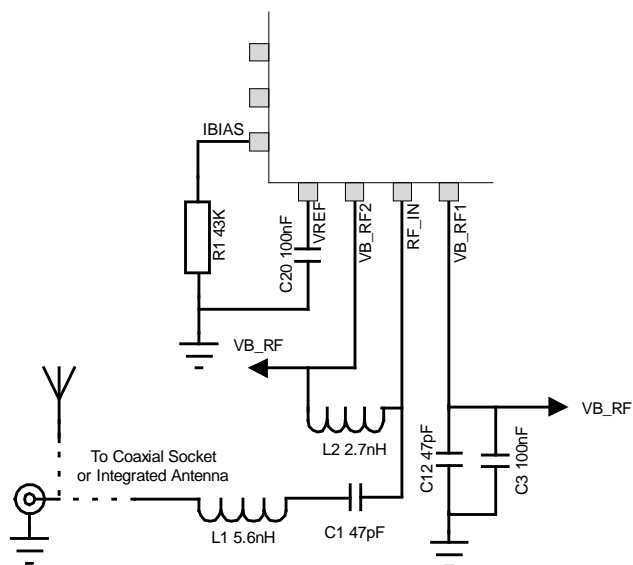 IBIAS
R1 43K
C20 100nF
VREF
VB_RF2
RF_IN
VB_RF1
VB_RF
VB_RF
L2 2.7nH
C12 47pF
C3 100nF
To Coaxial Socket
or Integrated Antenna
L1 5.6nH
C1 47pF